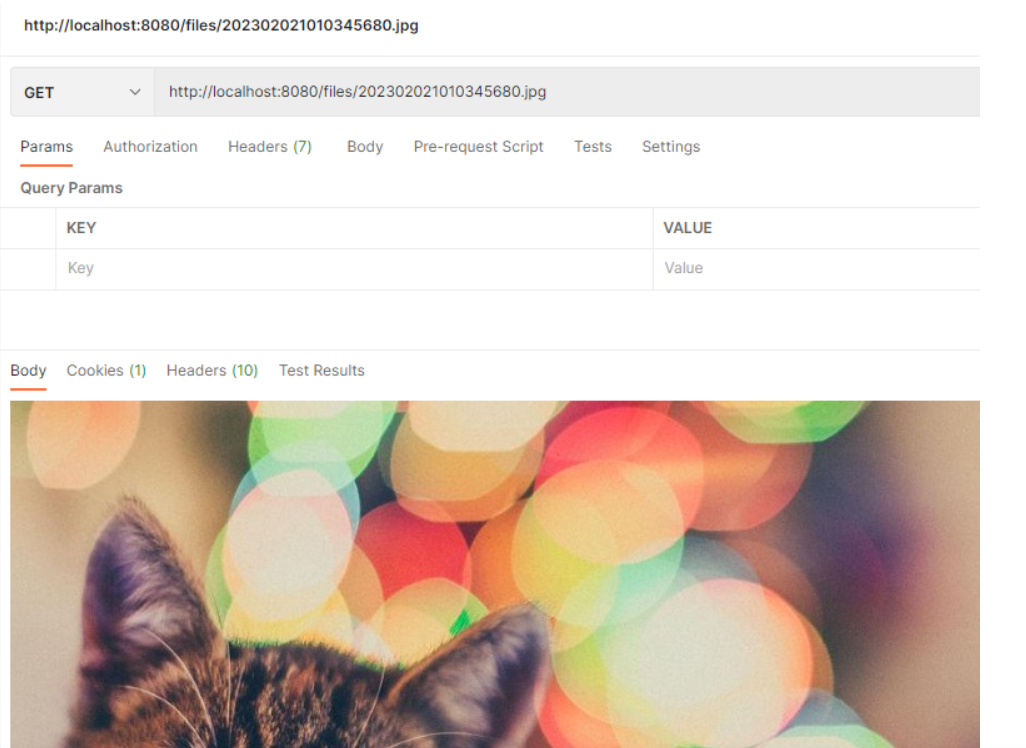 http://localhost:8080/files/202302021010345680.jpg
GET http://localhost:8080/files/202302021010345680.jpg
Params Authorization Headers (7) Body Pre-request Script Tests Settings
Query Params
KEY VALUE
Key Value
Body Cookies (1) Headers (10) Test Results